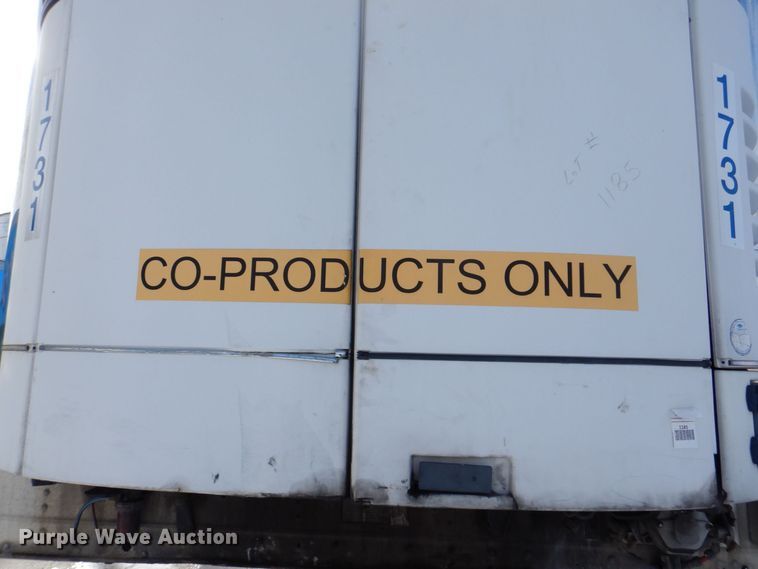 1731
1731
LOT #
1185
CO-PRODUCTS ONLY
Purple Wave Auction